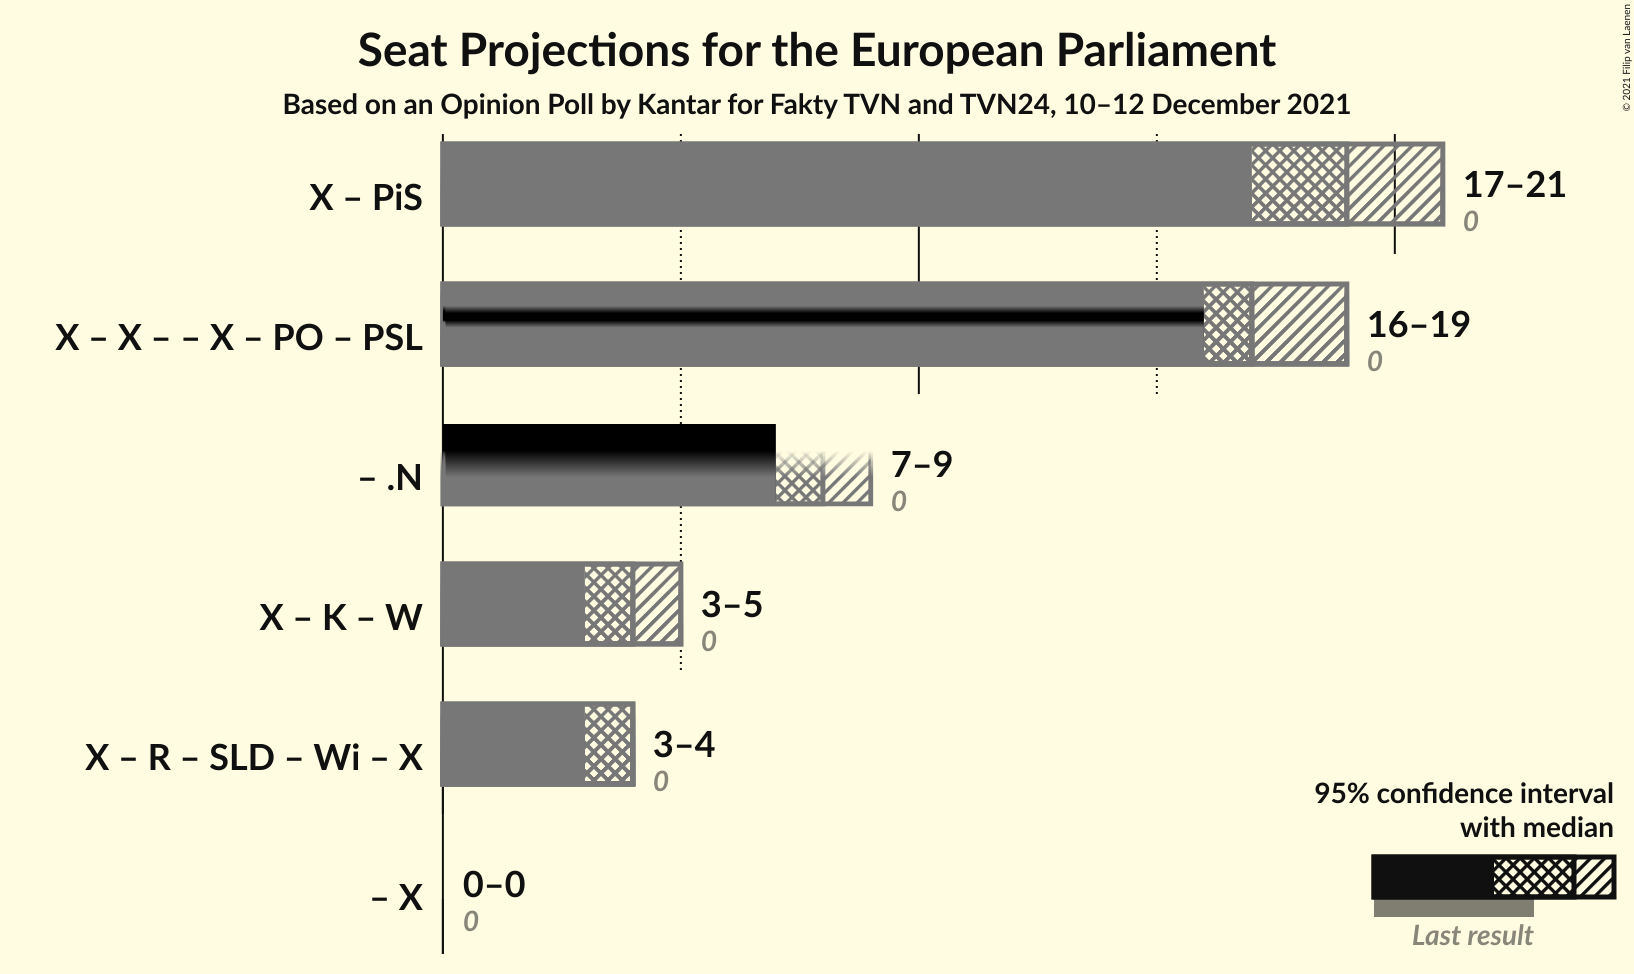 Seat Projections for the European Parliament
Based on an Opinion Poll by Kantar for Fakty TVN and TVN24, 10–12 December 2021
© 2021 Filip van Laenen
X – PiS
17–21
0
X – X – – X – PO – PSL
16–19
0
– .N
7–9
0
X – K – W
3–5
0
X – R – SLD – Wi – X
3–4
0
– X
0–0
0
95% confidence interval
with median
Last result